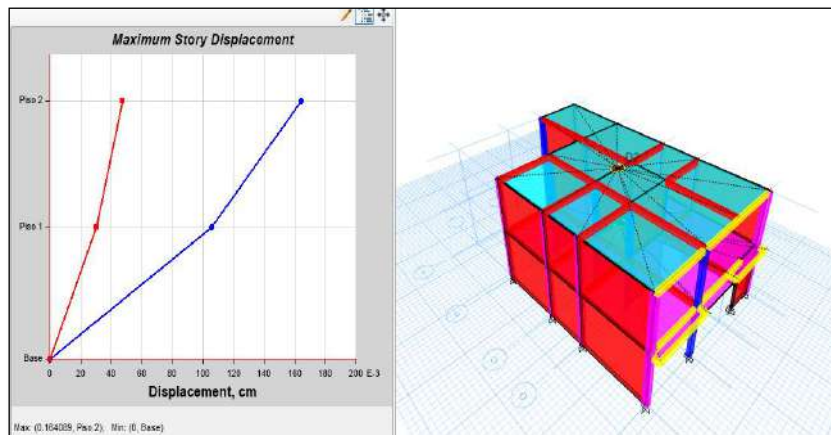 Maximum Story Displacement
Piso 2
Piso 1
Base
0 20 40 60 80 100 120 140 160 180 200 E-3
Displacement, cm
Max: (0.164089, Piso 2); Min: (0, Base)